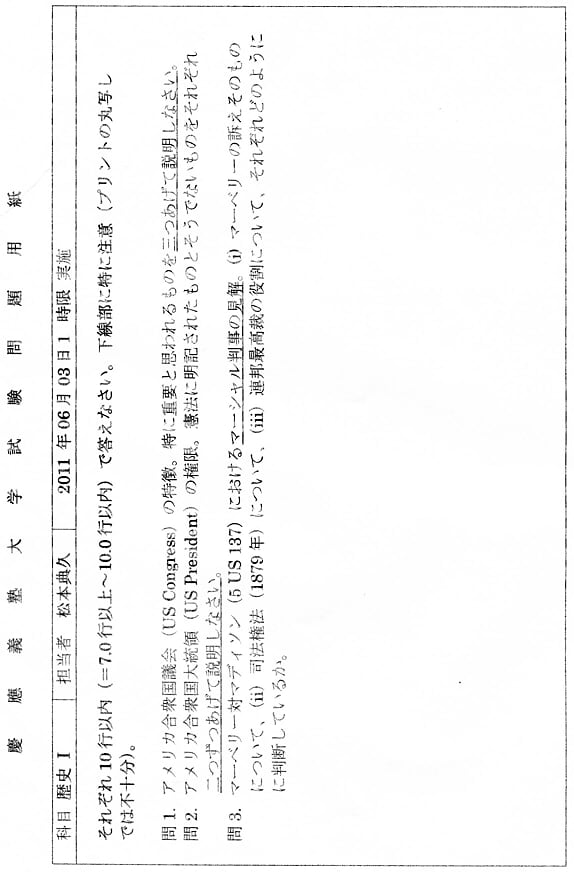 慶應義塾大学試験問題用紙
科目 歴史 I 担当者 松本典久 2011 年 06 月 03 日 1 時限 実施
それぞれ 10 行以内（=7.0 行以上～10.0 行以内）で答えなさい。下線部に特に注意（プリントの丸写し
では不十分）。
問 1. アメリカ合衆国議会（US Congress）の特徴。特に重要と思われるものを三つあげて説明しなさい。
問 2. アメリカ合衆国大統領（US President）の権限。憲法に明記されたものとそうでないものをそれぞれ
二つずつあげて説明しなさい。
問 3. マーベリー対マディソン（5 US 137）におけるマーシャル判事の見解。(i) マーベリーの訴えそのもの
について、(ii) 司法権法（1879 年）について、(iii) 連邦最高裁の役割について、それぞれどのように
に判断しているか。